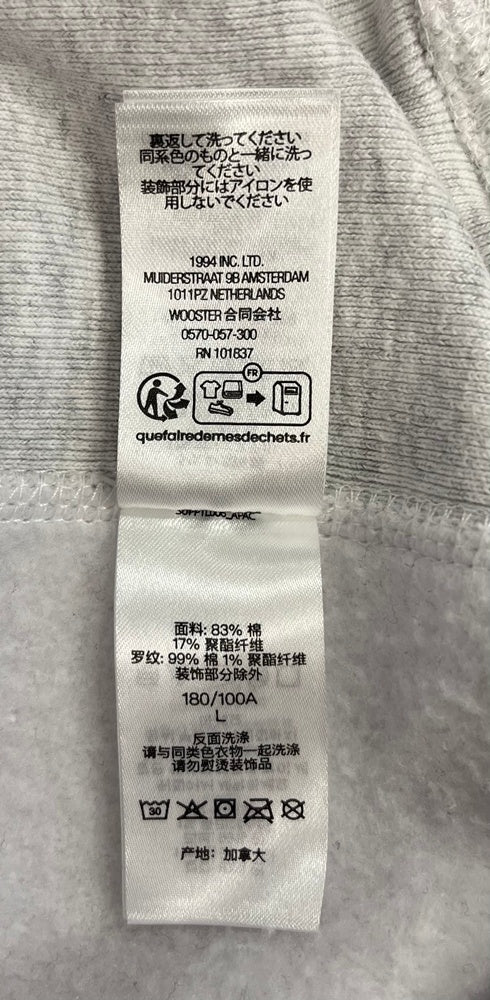 裏返して洗ってください
同系色のものと一緒に洗っ
てください
装飾部分にはアイロンを使
用しないでください
1994 INC. LTD.
MUIDERSTRAAT 9B AMSTERDAM
1011PZ NETHERLANDS
WOOSTER 合同会社
0570-057-300
RN 101837
FR
quefairedemesdechets.fr
面料: 83% 棉
17% 聚酯纤维
罗纹: 99% 棉 1% 聚酯纤维
装饰部分除外
180/100A
L
反面洗涤
请与同类色衣物一起洗涤
请勿熨烫装饰品
30
产地: 加拿大